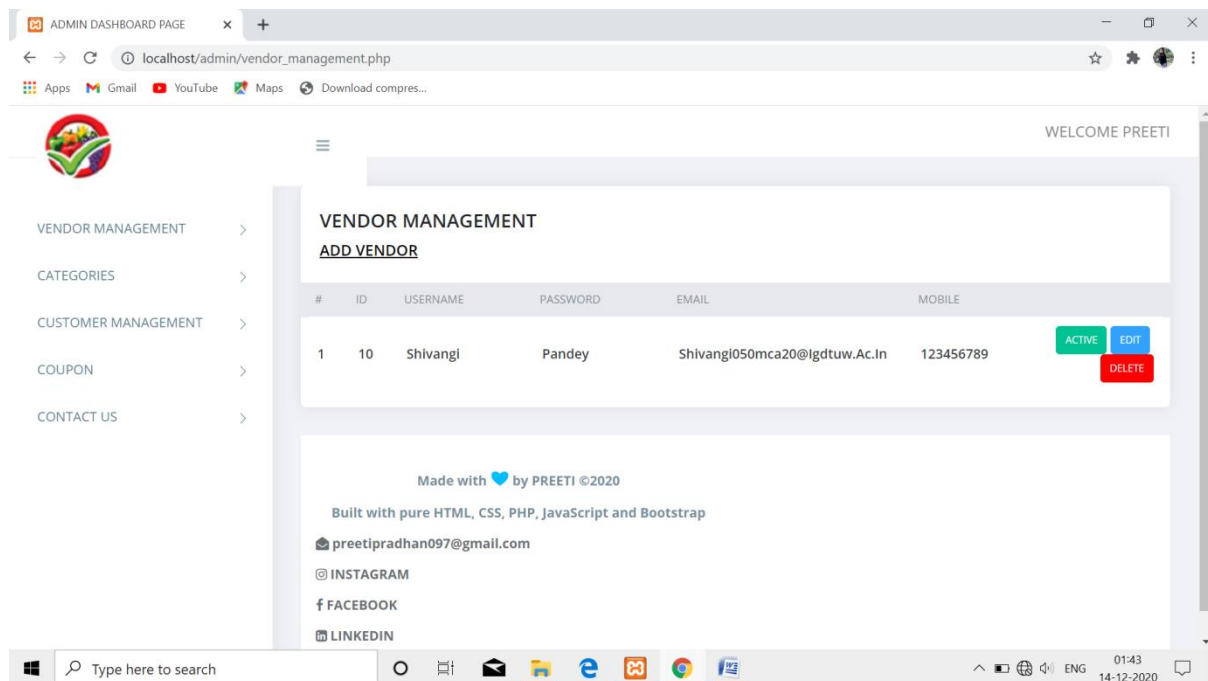 ADMIN DASHBOARD PAGE
localhost/admin/vendor_management.php
Apps Gmail YouTube Maps Download compres...
WELCOME PREETI
VENDOR MANAGEMENT
CATEGORIES
CUSTOMER MANAGEMENT
COUPON
CONTACT US
VENDOR MANAGEMENT
ADD VENDOR
# ID USERNAME PASSWORD EMAIL MOBILE
1 10 Shivangi Pandey Shivangi050mca20@Igdtuw.Ac.In 123456789
ACTIVE EDIT
DELETE
Made with by PREETI ©2020
Built with pure HTML, CSS, PHP, JavaScript and Bootstrap
preetipradhan097@gmail.com
INSTAGRAM
FACEBOOK
LINKEDIN
Type here to search
ENG
01:43
14-12-2020